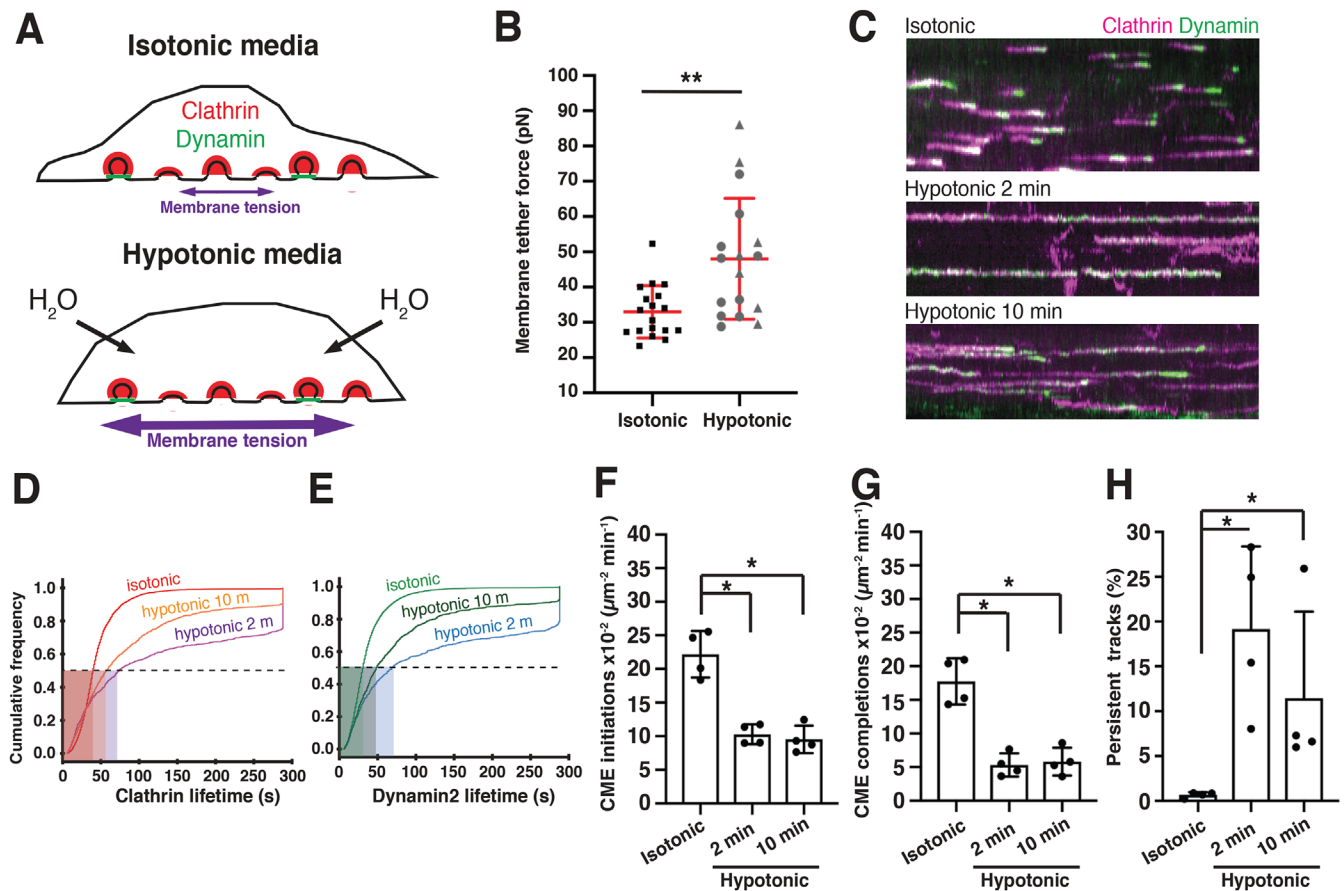 A
Isotonic media
Clathrin
Dynamin
Membrane tension
Hypotonic media
H₂O
H₂O
Membrane tension
B
Membrane tether force (pN)
100
90
80
70
60
50
40
30
20
10
**
Isotonic
Hypotonic
C
Isotonic
Clathrin Dynamin
Hypotonic 2 min
Hypotonic 10 min
D
Cumulative frequency
1.0
0.8
0.6
0.4
0.2
0.0
isotonic
hypotonic 10 m
hypotonic 2 m
0 50 100 150 200 250 300
Clathrin lifetime (s)
E
1.0
0.8
0.6
0.4
0.2
0.0
isotonic
hypotonic 10 m
hypotonic 2 m
0 50 100 150 200 250 300
Dynamin2 lifetime (s)
F
CME initiations x10⁻² (µm⁻² min⁻¹)
40
35
30
25
20
15
10
5
0
*
*
Isotonic
2 min
10 min
Hypotonic
G
CME completions x10⁻² (µm⁻² min⁻¹)
40
35
30
25
20
15
10
5
0
*
*
Isotonic
2 min
10 min
Hypotonic
H
Persistent tracks (%)
30
25
20
15
10
5
0
*
*
Isotonic
2 min
10 min
Hypotonic